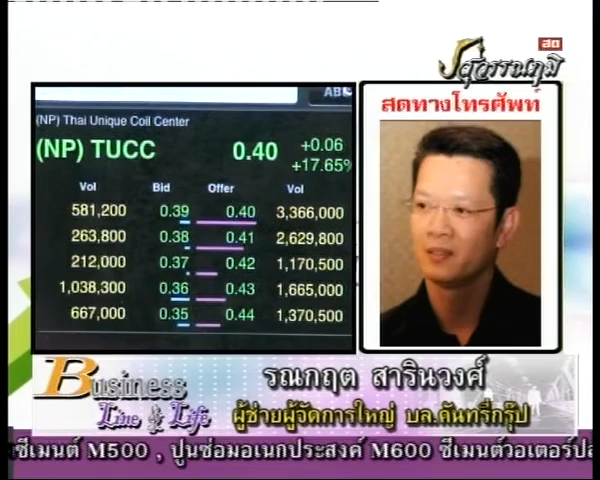 สด
สุวรรณภูมิ
ABC
สดทางโทรศัพท์
(NP) Thai Unique Coil Center
(NP) TUCC 0.40 +0.06
+17.65%
Vol Bid Offer Vol
581,200 0.39 0.40 3,366,000
263,800 0.38 0.41 2,629,800
212,000 0.37 0.42 1,170,500
1,038,300 0.36 0.43 1,665,000
667,000 0.35 0.44 1,370,500
Business
Line & Life
รณกฤต สารินวงศ์
ผู้ช่วยผู้จัดการใหญ่ บล.คันทรี่กรุ๊ป
ซีเมนต์ M500 , ปูนซ่อมอเนกประสงค์ M600 ซีเมนต์วอเตอร์ปล